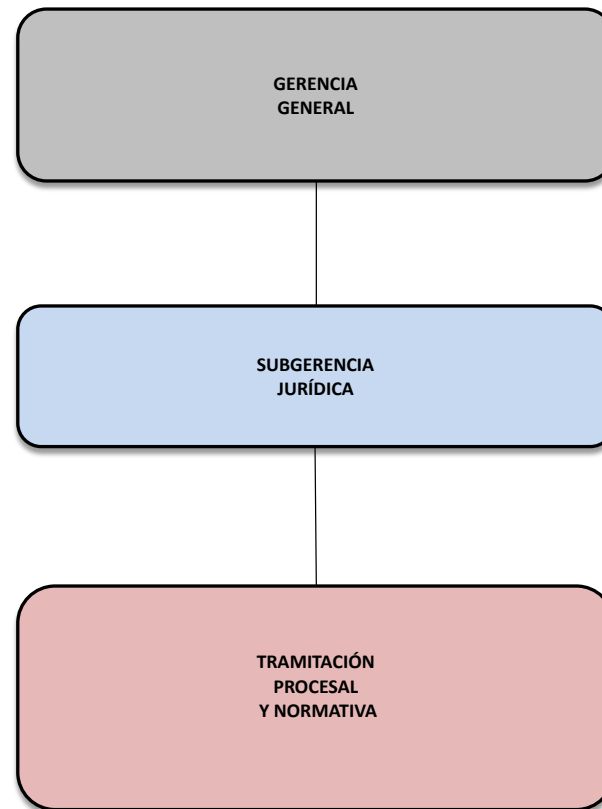 GERENCIA
GENERAL
SUBGERENCIA
JURÍDICA
TRAMITACIÓN
PROCESAL
Y NORMATIVA